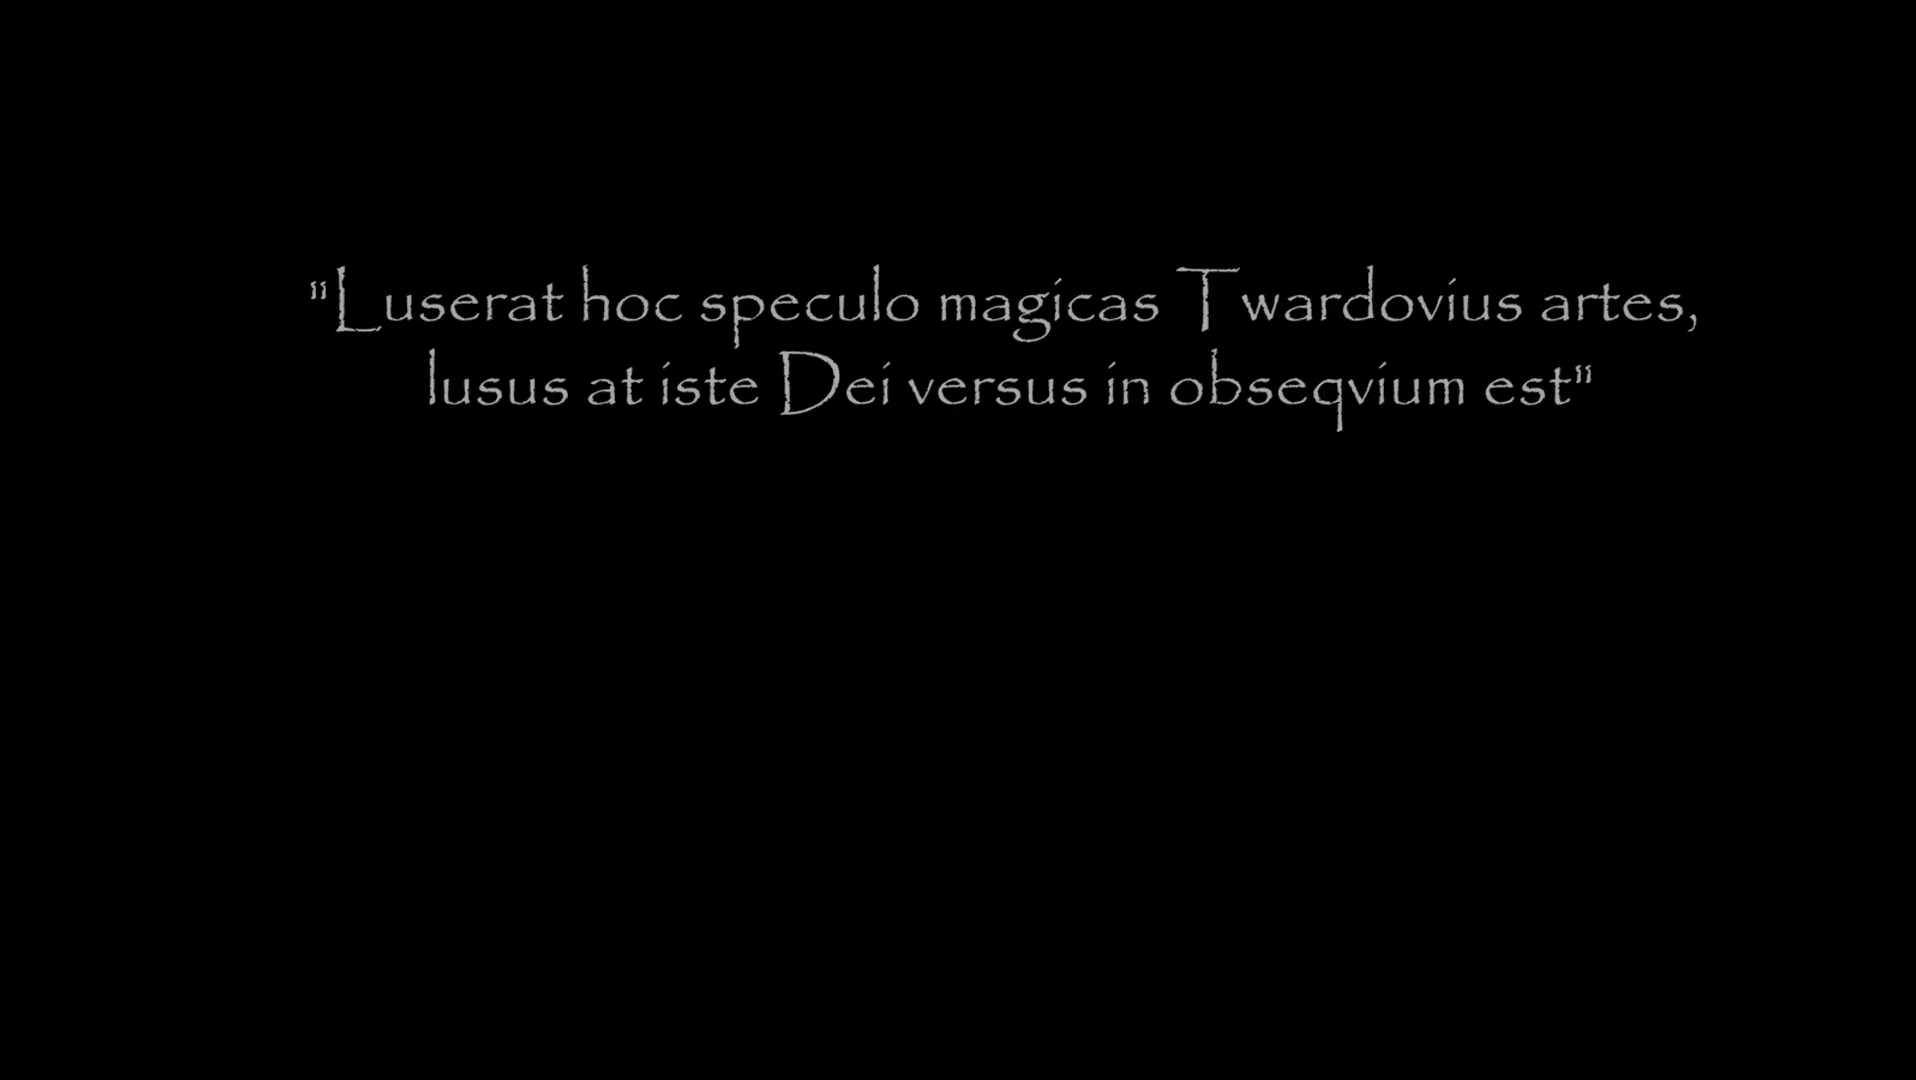 "Luserat hoc speculo magicas Twardovius artes,
lusus at iste Dei versus in obseqvium est"